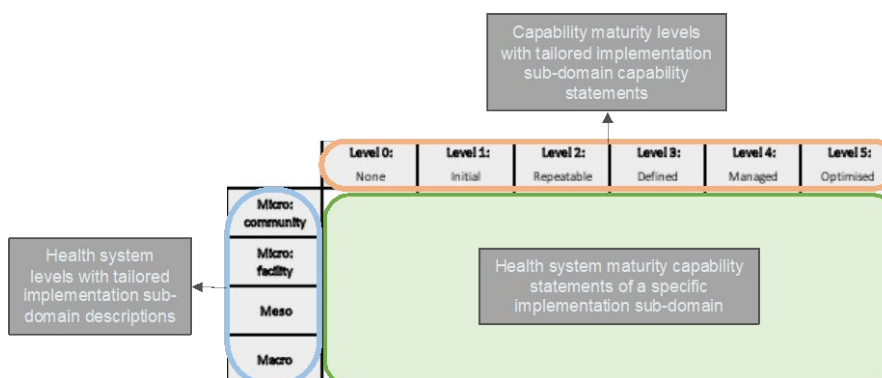 Capability maturity levels
with tailored implementation
sub-domain capability
statements
Level 0: Level 1: Level 2: Level 3: Level 4: Level 5:
None Initial Repeatable Defined Managed Optimised
Micro:
community
Micro:
facility
Meso
Macro
Health system
levels with tailored
implementation sub-
domain descriptions
Health system maturity capability
statements of a specific
implementation sub-domain